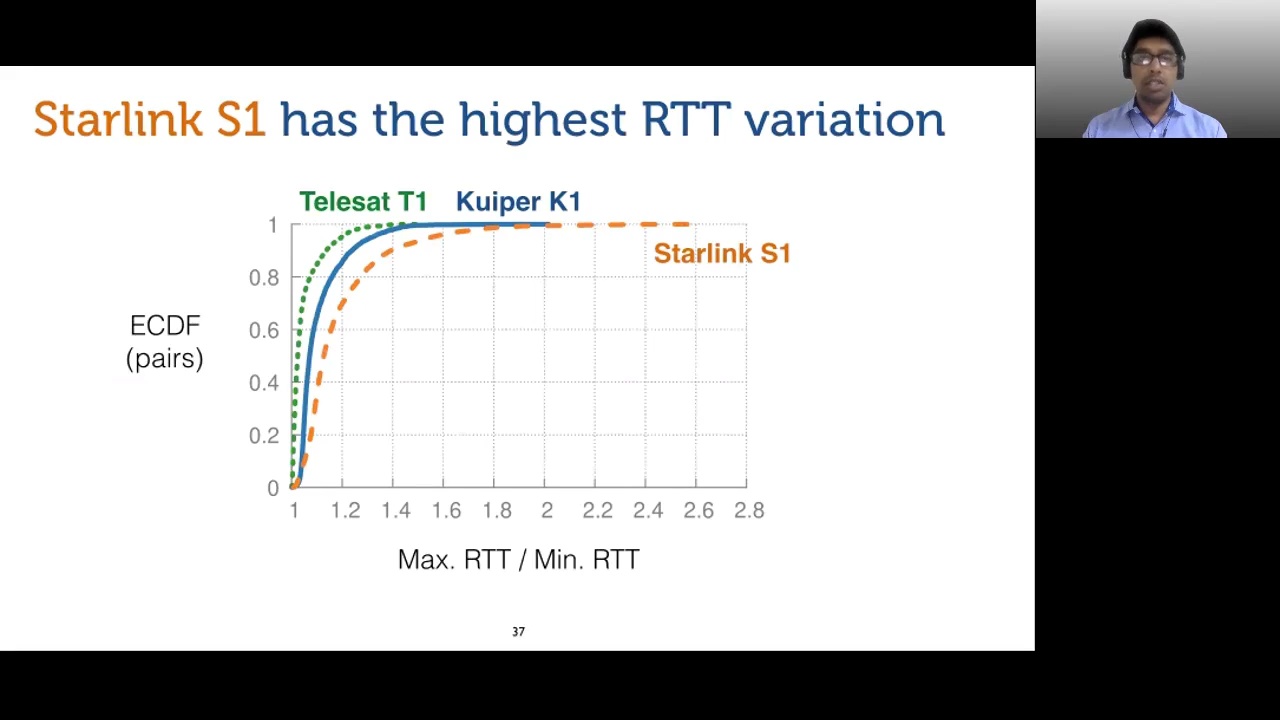 Starlink S1 has the highest RTT variation
Telesat T1 Kuiper K1
Starlink S1
1
0.8
0.6
0.4
0.2
0
ECDF
(pairs)
1 1.2 1.4 1.6 1.8 2 2.2 2.4 2.6 2.8
Max. RTT / Min. RTT
37